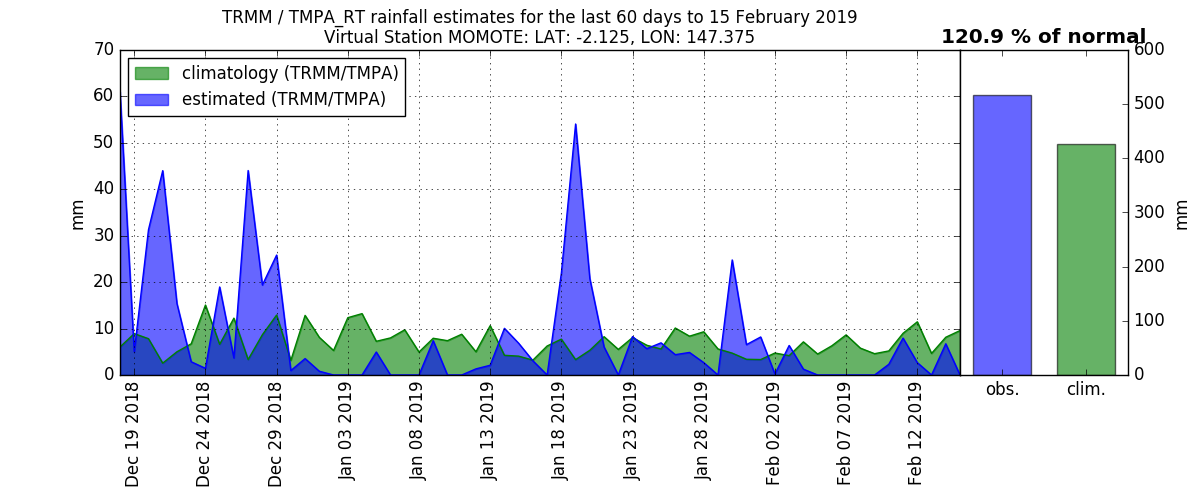 TRMM / TMPA_RT rainfall estimates for the last 60 days to 15 February 2019
Virtual Station MOMOTE: LAT: -2.125, LON: 147.375
120.9 % of normal
climatology (TRMM/TMPA)
estimated (TRMM/TMPA)
mm
70
60
50
40
30
20
10
0
Dec 19 2018
Dec 24 2018
Dec 29 2018
Jan 03 2019
Jan 08 2019
Jan 13 2019
Jan 18 2019
Jan 23 2019
Jan 28 2019
Feb 02 2019
Feb 07 2019
Feb 12 2019
obs.
clim.
600
500
400
300
200
100
0
mm